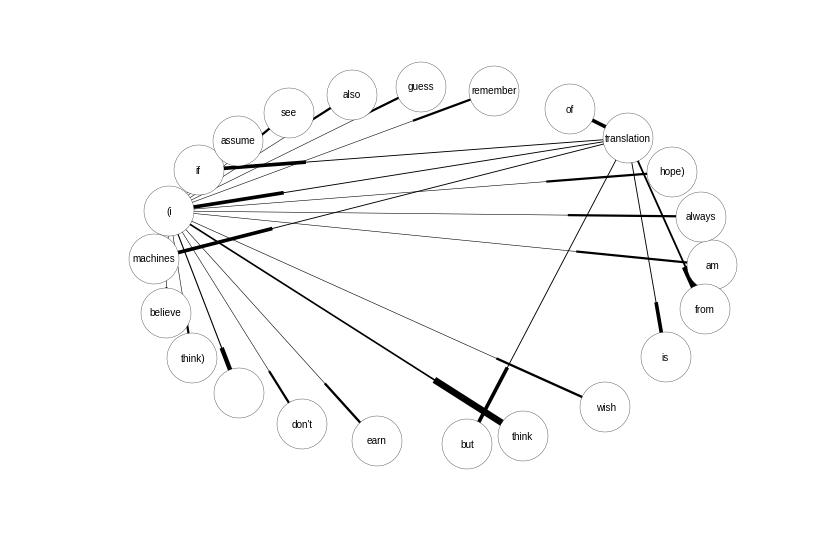 remember
guess
also
see
of
assume
translation
if
hope)
(i
always
machines
am
believe
from
think)
is
wish
don't
earn
think
but